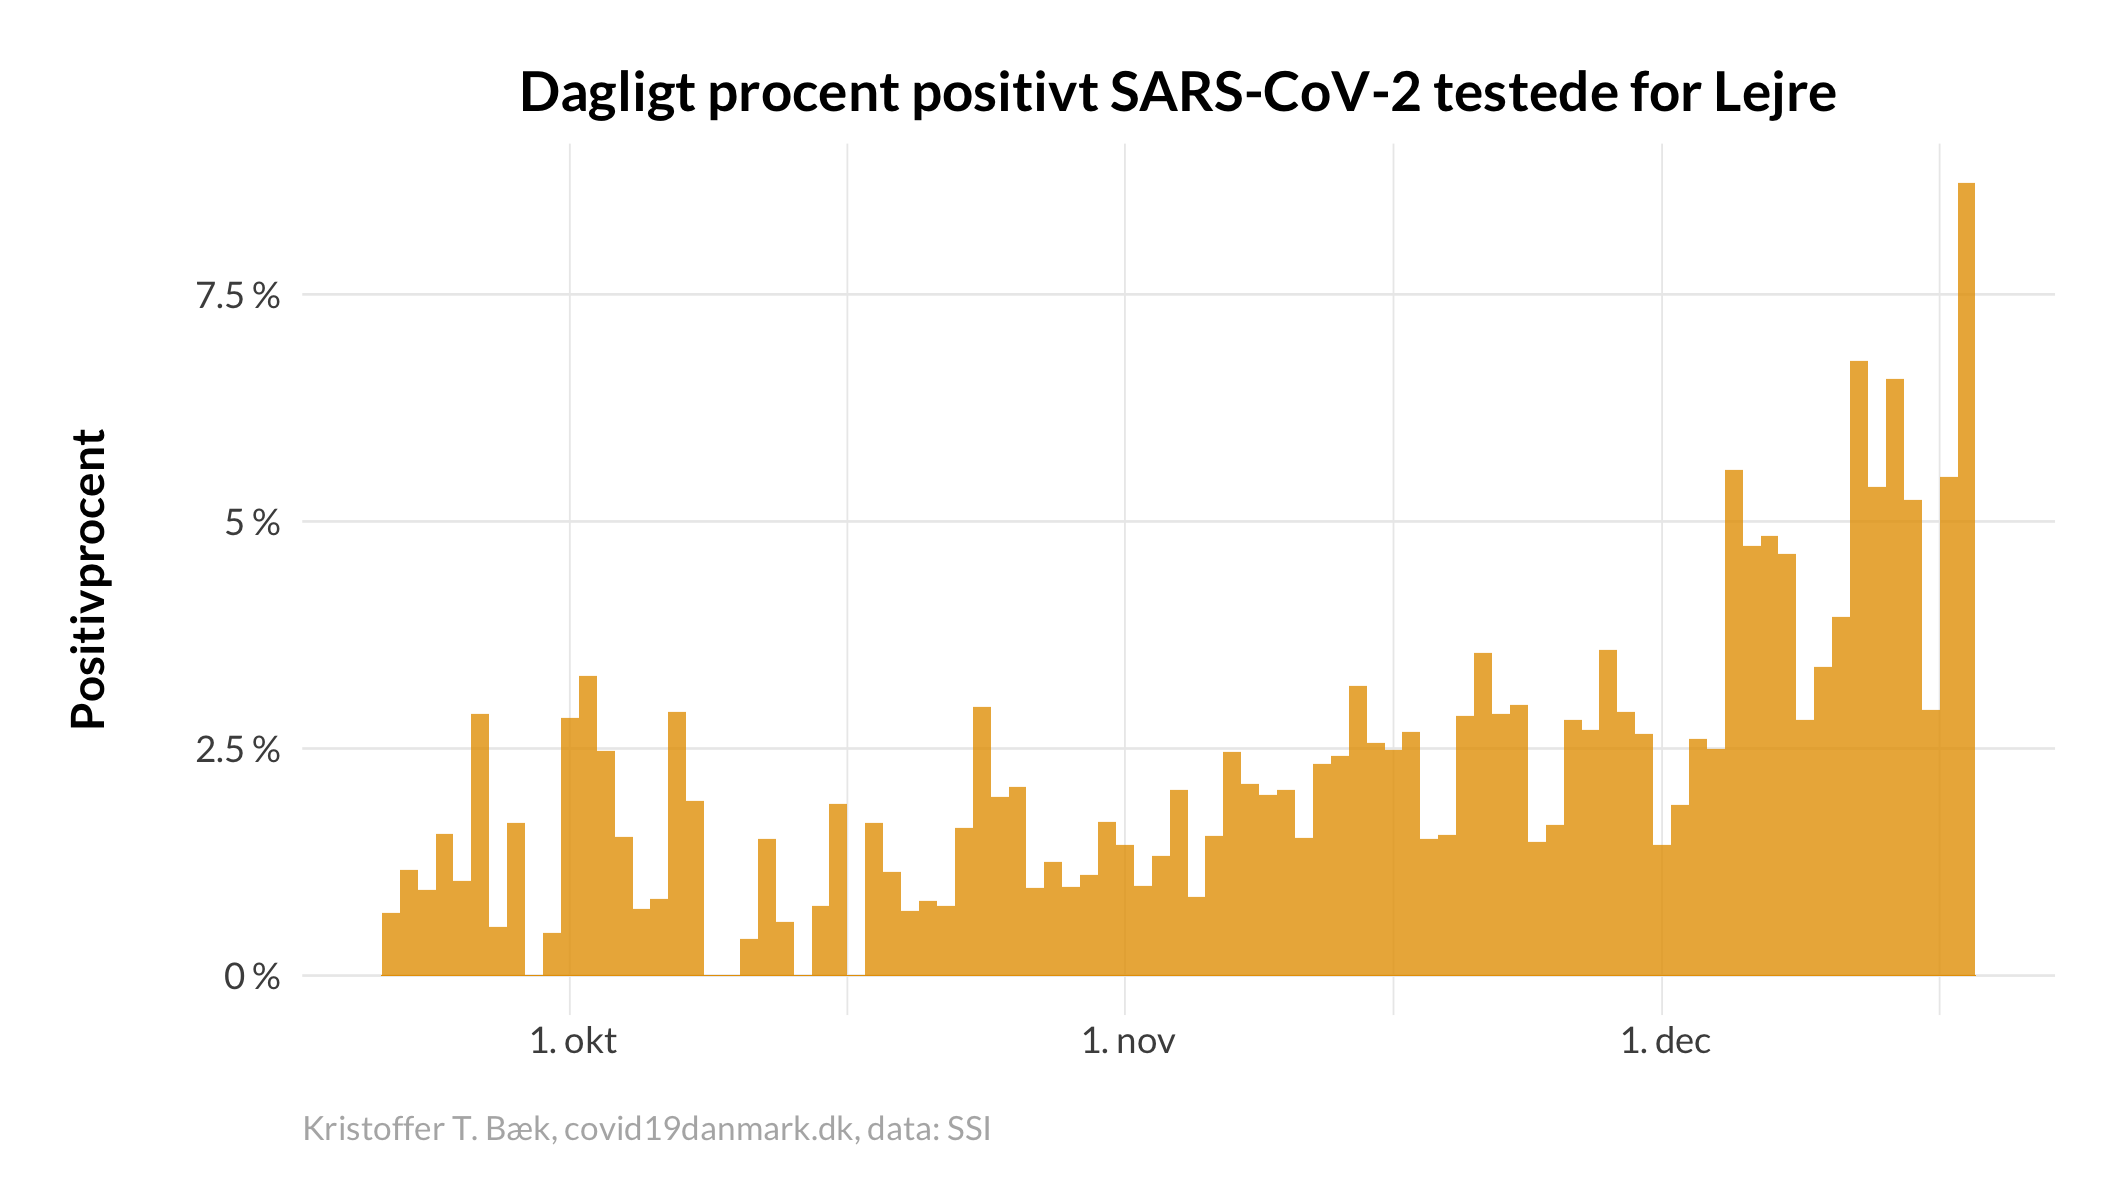 Dagligt procent positivt SARS-CoV-2 testede for Lejre
Positivprocent
7.5 %
5 %
2.5 %
0 %
1. okt
1. nov
1. dec
Kristoffer T. Bæk, covid19danmark.dk, data: SSI